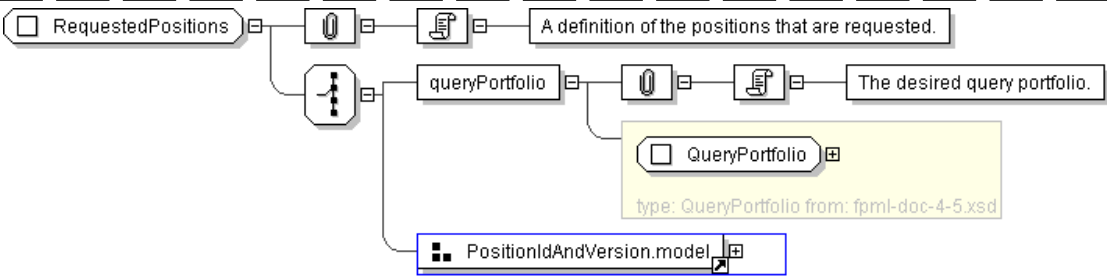 RequestedPositions
A definition of the positions that are requested.
queryPortfolio
The desired query portfolio.
QueryPortfolio
type: QueryPortfolio from: fpml-doc-4-5.xsd
PositionIdAndVersion.model